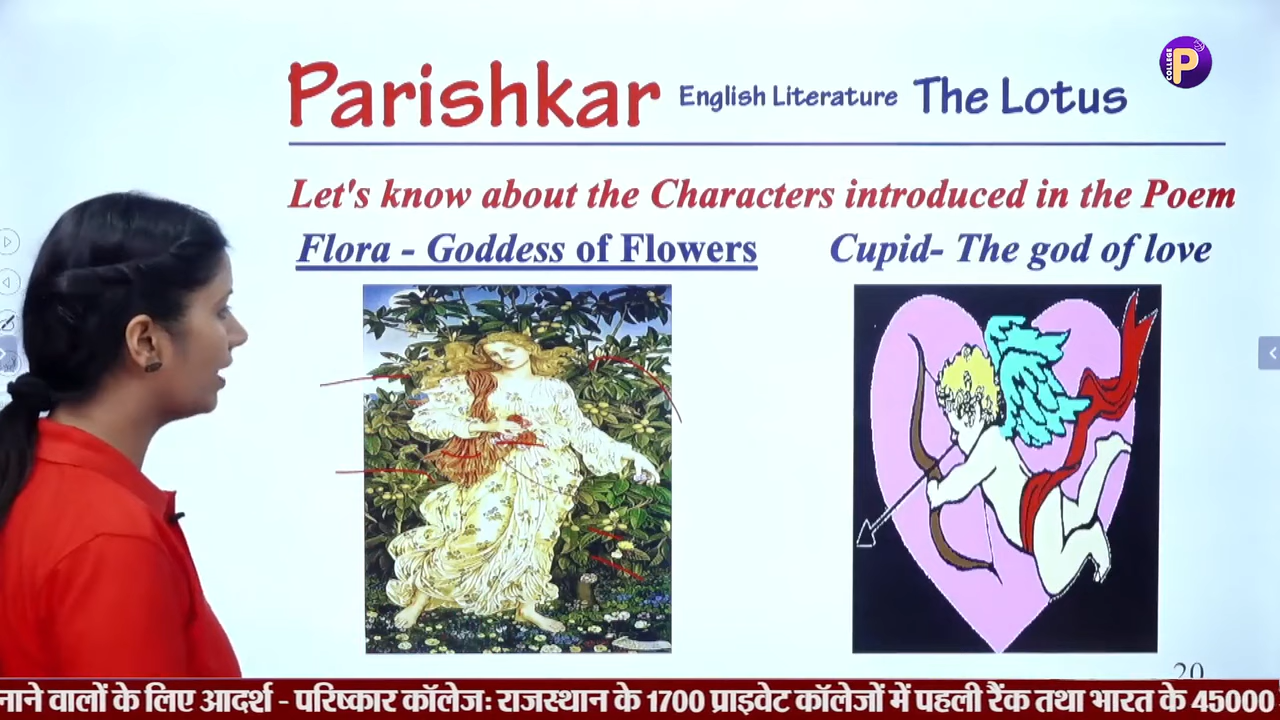 Parishkar English Literature The Lotus
COLLEGE P
Let's know about the Characters introduced in the Poem
Flora - Goddess of Flowers Cupid- The god of love
20
नाने वालों के लिए आदर्श - परिष्कार कॉलेज: राजस्थान के 1700 प्राइवेट कॉलेजों में पहली रैंक तथा भारत के 45000